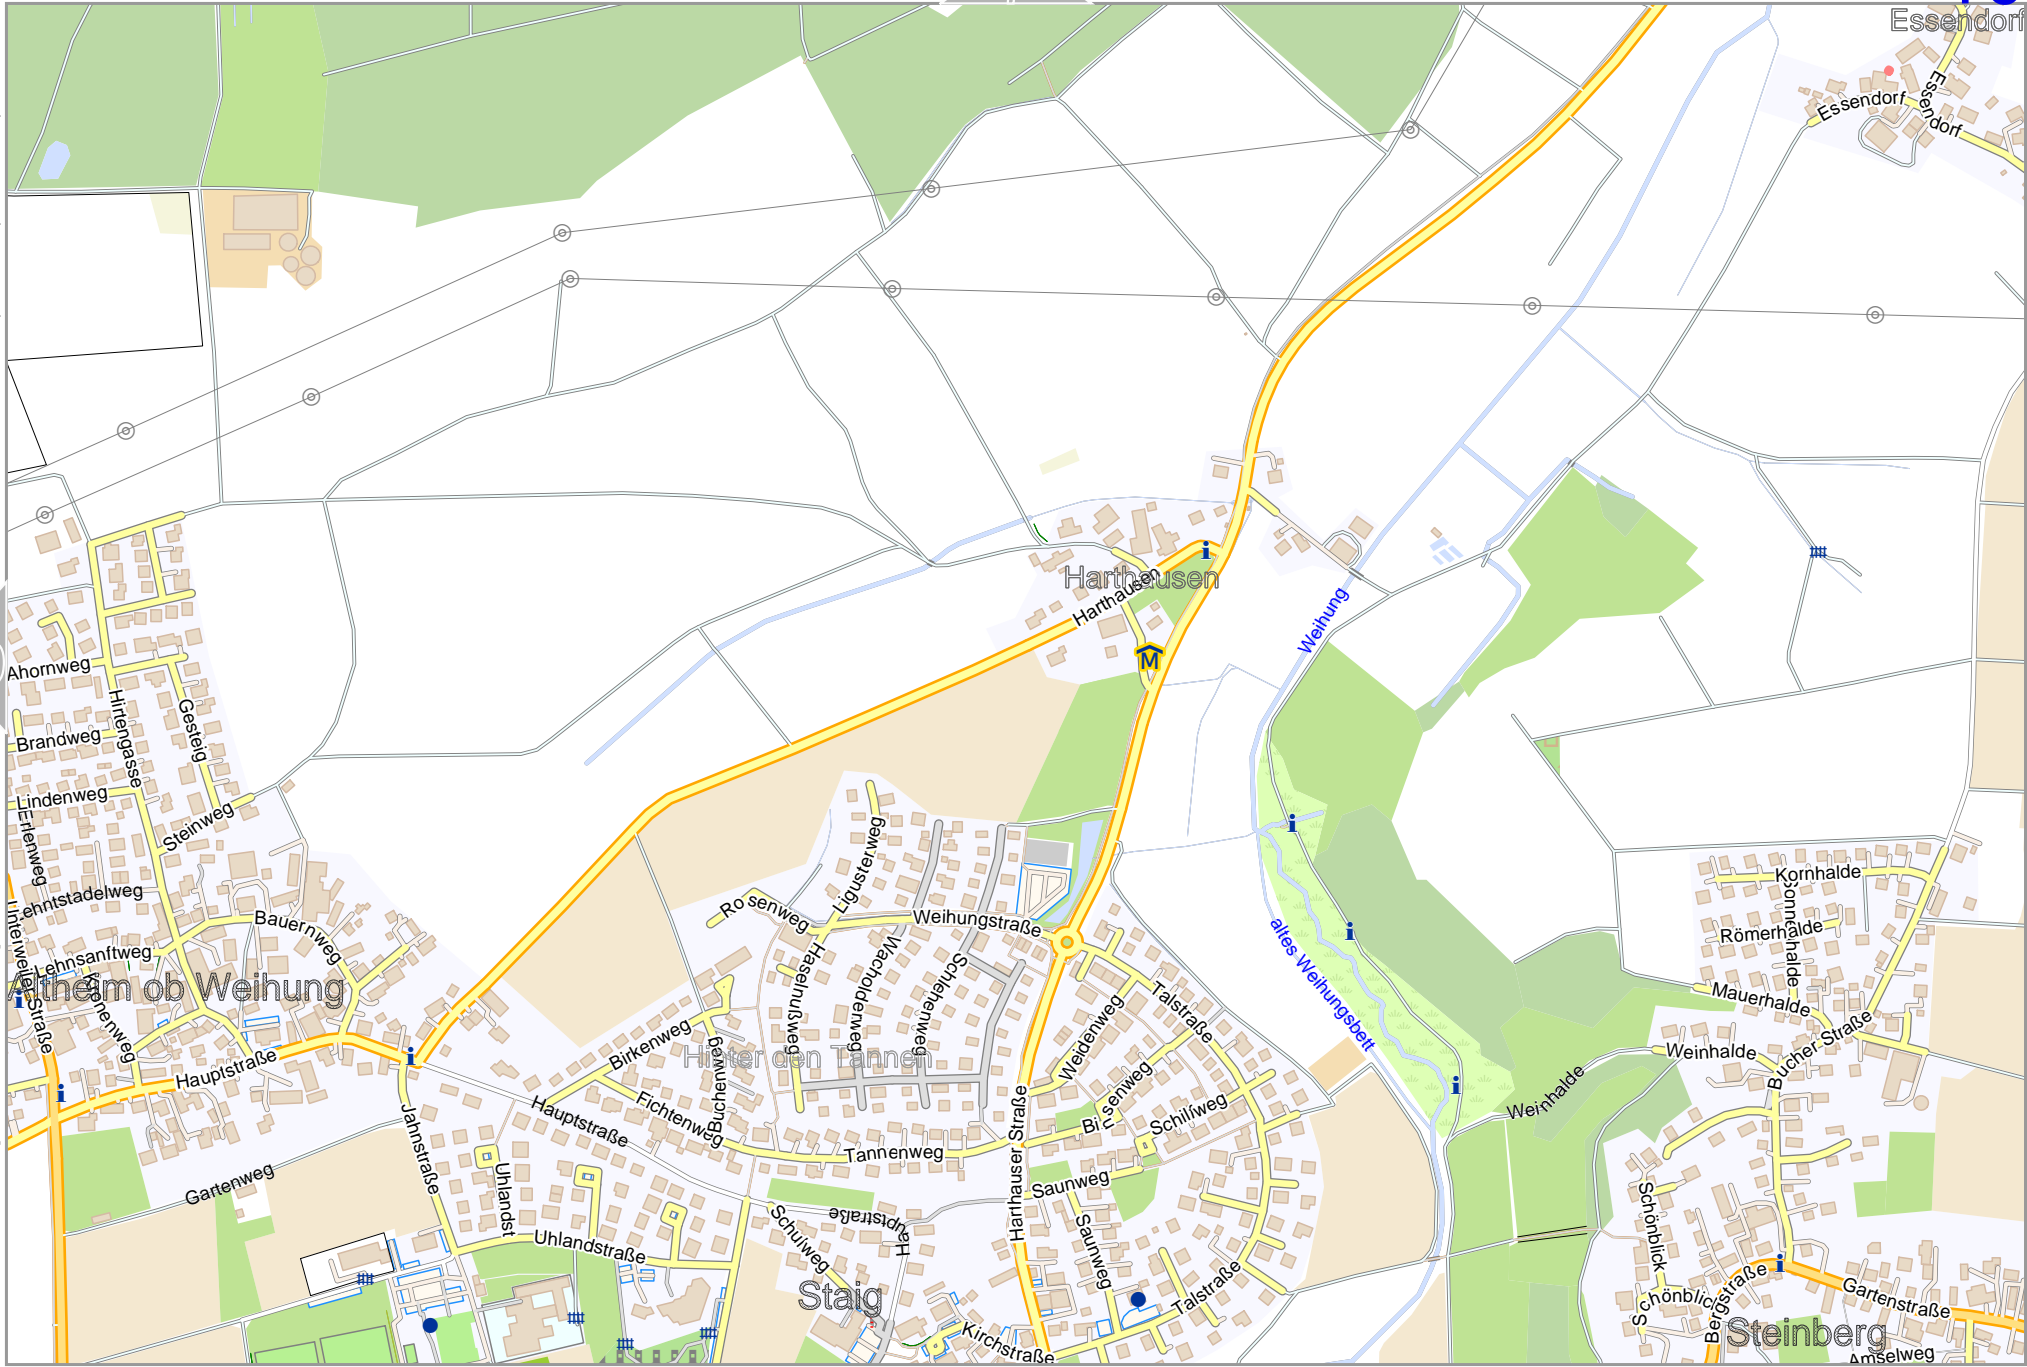 Essendorf
Essendorf
Essendorf
Harthausen
Harthausen
Weihung
M
Ahornweg
Hirtengasse
Gesteig
Brandweg
Lindenweg
Erlenweg
Steinweg
Ligusterweg
Rosenweg
Weihungstraße
Kornhalde
Sonnenhalde
Römerhalde
Bauernweg
Lehnsanftweg
Altheim ob Weihung
Haselnußweg
Wacholderweg
Schlehenweg
altes Weihungsbett
Talstraße
Mauerhalde
Bucher Straße
Weinhalde
Weinhalde
Birkenweg
Hinter den Tannen
Weidenweg
Hauptstraße
Buchenweg
Fichtenweg
Hauptstraße
Binsenweg
Schilfweg
Jahnstraße
Tannenweg
Harthauser Straße
Gartenweg
Uhlandst
Saunweg
Saunweg
Schulweg
Hauptstraße
Uhlandstraße
Schönblick
Schönblick
Staig
Talstraße
Kirchstraße
Bergstraße
Gartenstraße
Steinberg
Amselweg